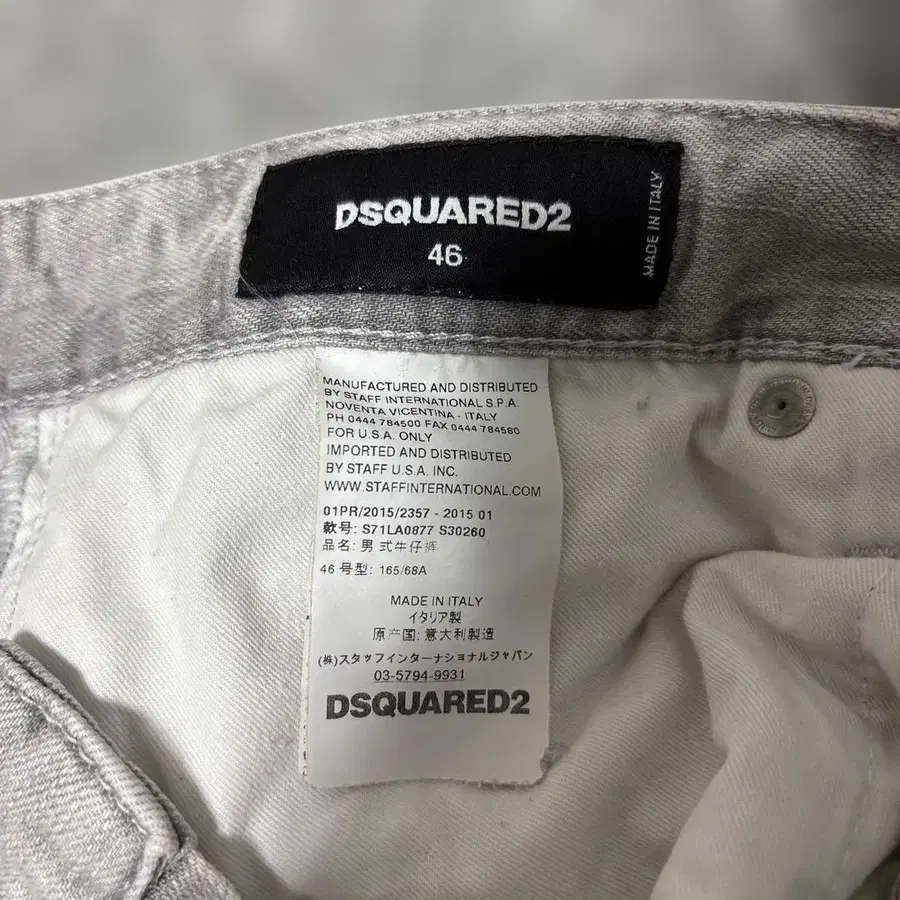 DSQUARED2
46
MADE IN ITALY
MANUFACTURED AND DISTRIBUTED
BY STAFF INTERNATIONAL S.P.A.
NOVENTA VICENTINA - ITALY
PH 0444 784500 FAX 0444 784580
FOR U.S.A. ONLY
IMPORTED AND DISTRIBUTED
BY STAFF U.S.A. INC.
WWW.STAFFINTERNATIONAL.COM
01PR/2015/2357 - 2015 01
款号: S71LA0877 S30260
品名: 男 式牛仔裤
46 号型: 165/68A
MADE IN ITALY
イタリア製
原产国: 意大利製造
(株)スタッフインターナショナルジャパン
03-5794-9931
DSQUARED2